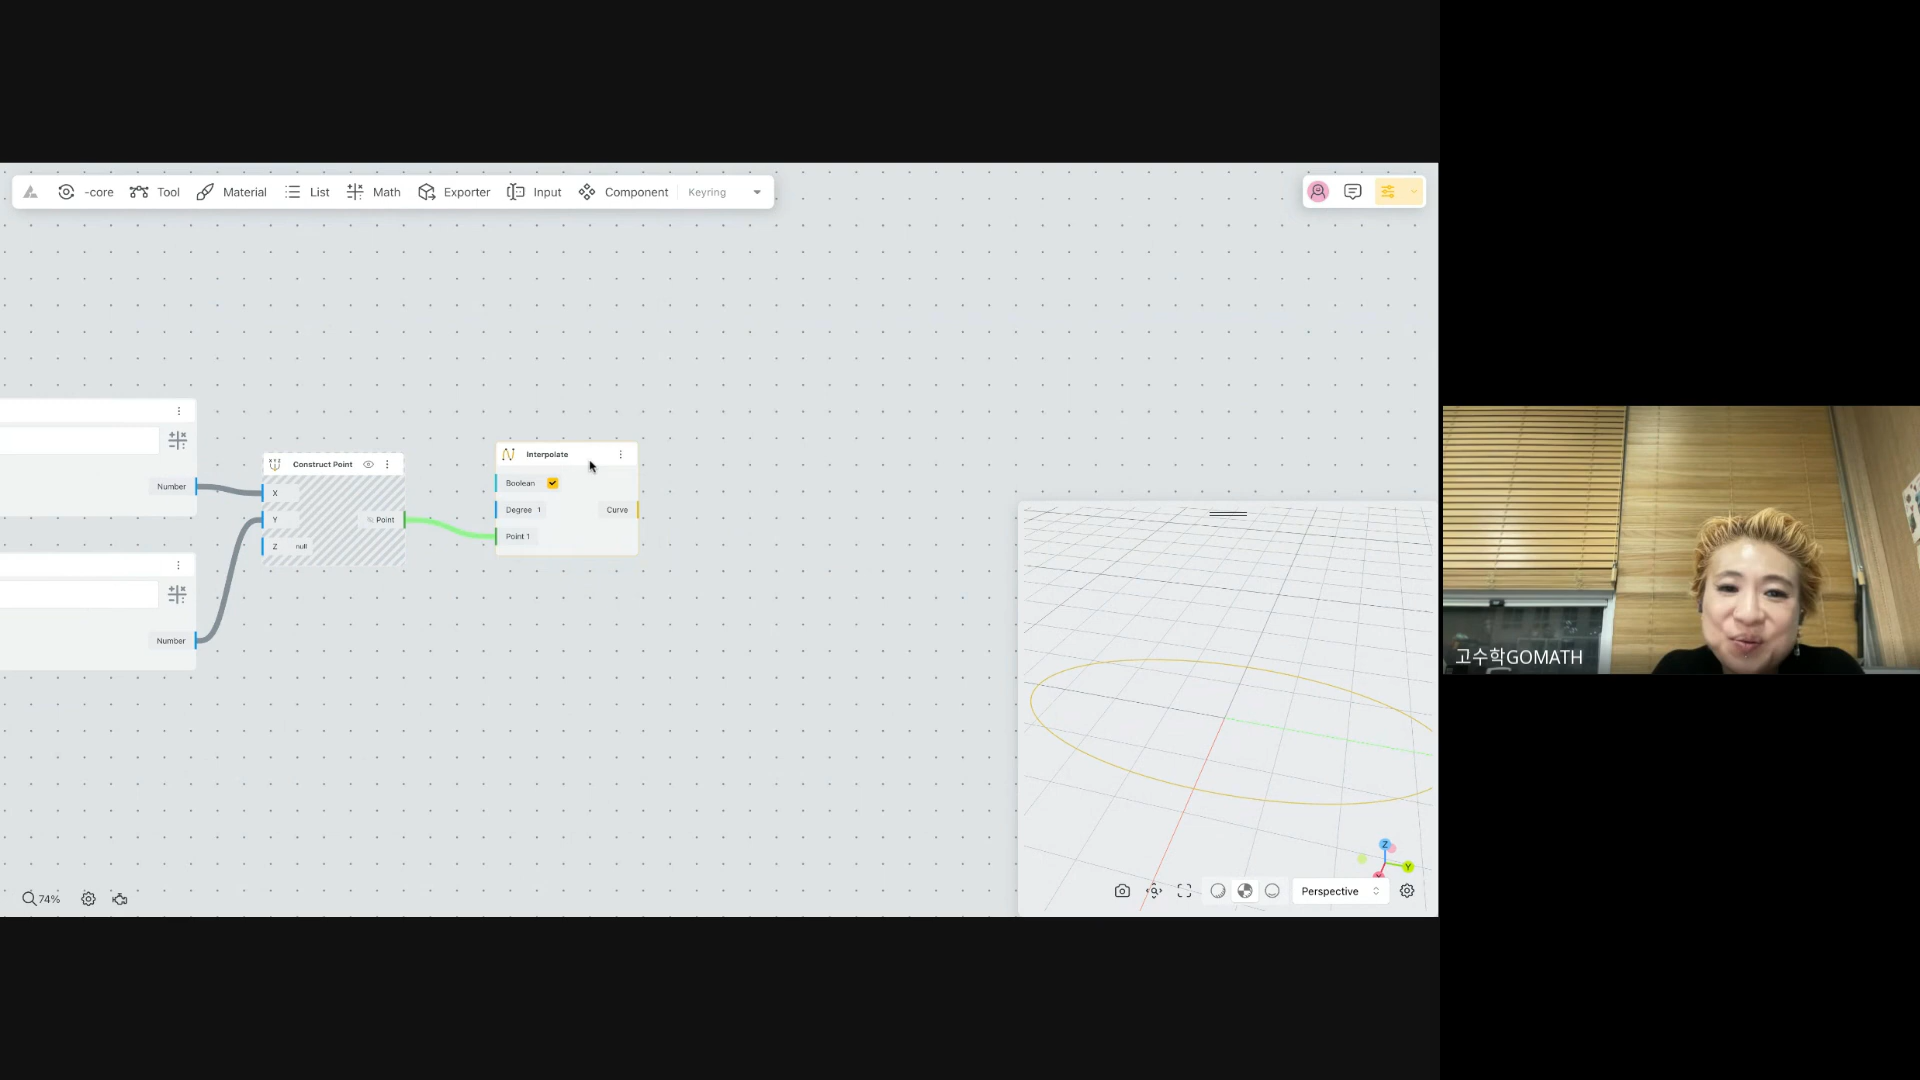 -core Tool Material List Math Exporter Input Component Keyring
Number
Number
Construct Point
X
Y
Z null
Point
Interpolate
Boolean
Degree 1
Point 1
Curve
74%
Z
Y
Perspective
고수학GOMATH